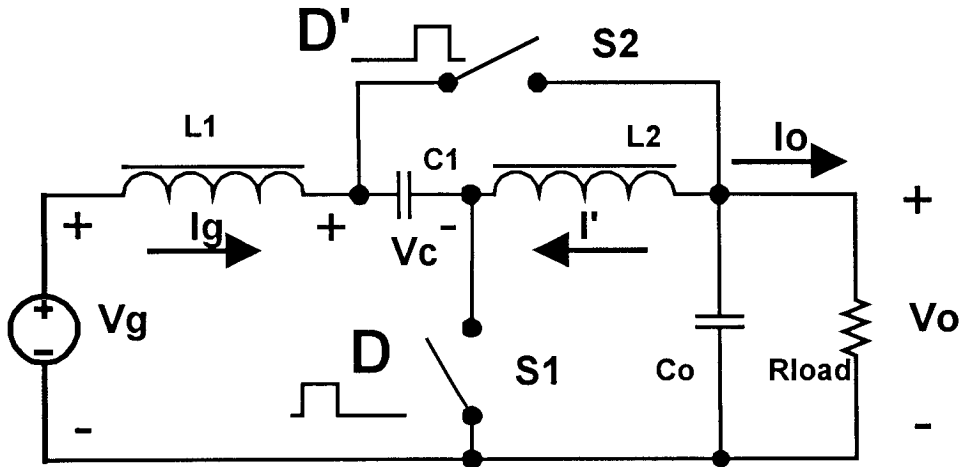 D'
S2
L1
C1
L2
Io
+
Ig
+
Vc
-
I'
+
+
-
Vg
D
S1
Co
Rload
Vo
-
-